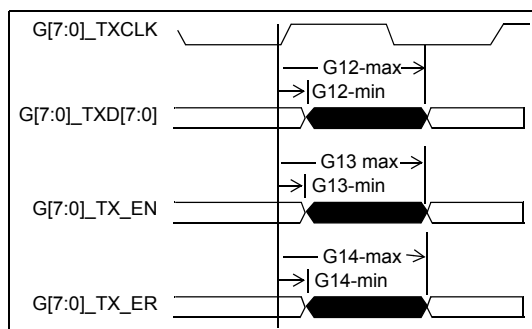 G[7:0]_TXCLK
G12-max
G12-min
G[7:0]_TXD[7:0]
G13 max
G13-min
G[7:0]_TX_EN
G14-max
G14-min
G[7:0]_TX_ER